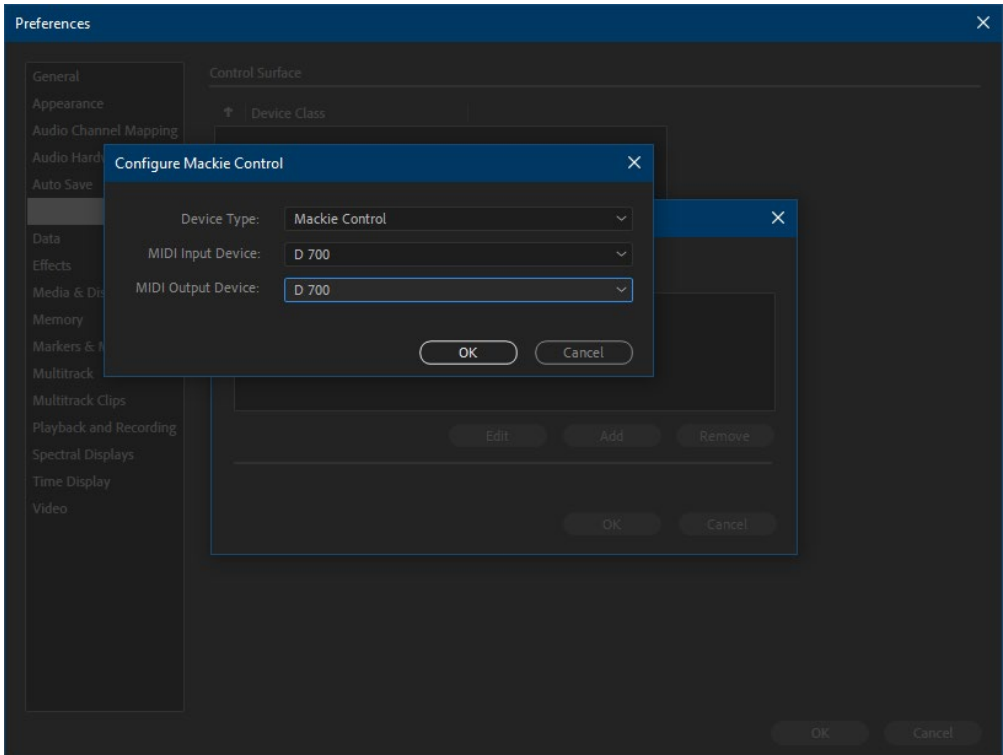 Preferences
General
Appearance
Audio Channel Mapping
Audio Hard
Auto Save
Data
Effects
Media & Dis
Memory
Markers & M
Multitrack
Multitrack Clips
Playback and Recording
Spectral Displays
Time Display
Video
Control Surface
Device Class
Configure Mackie Control
Device Type: Mackie Control
MIDI Input Device: D 700
MIDI Output Device: D 700
OK Cancel
Edit Add Remove
OK Cancel
OK Cancel